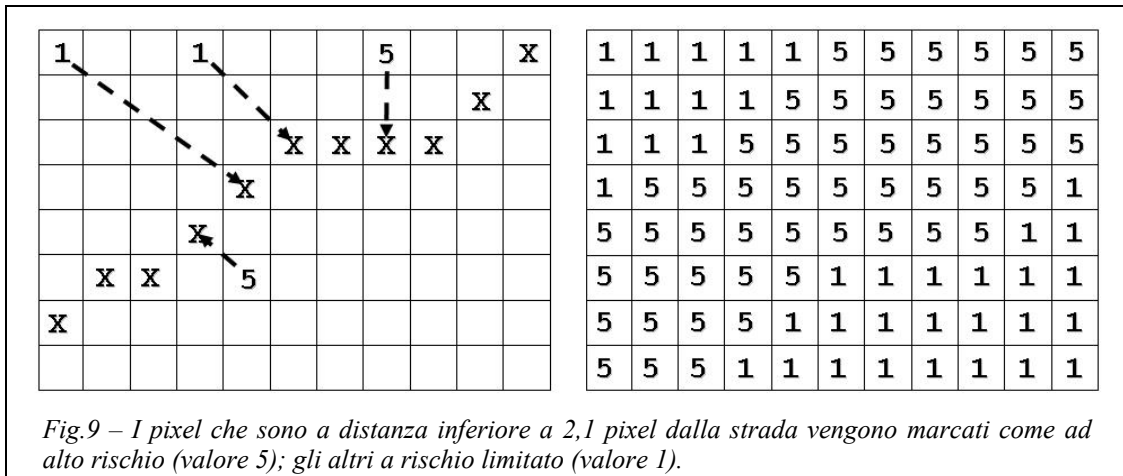 1 1 5 X
X
X X X X
X
X
X X 5
X
1 1 1 1 1 5 5 5 5 5 5
1 1 1 1 5 5 5 5 5 5 5
1 1 1 5 5 5 5 5 5 5 5
1 5 5 5 5 5 5 5 5 5 1
5 5 5 5 5 5 5 5 5 1 1
5 5 5 5 5 1 1 1 1 1 1
5 5 5 5 1 1 1 1 1 1 1
5 5 5 1 1 1 1 1 1 1 1
Fig.9 – I pixel che sono a distanza inferiore a 2,1 pixel dalla strada vengono marcati come ad
alto rischio (valore 5); gli altri a rischio limitato (valore 1).